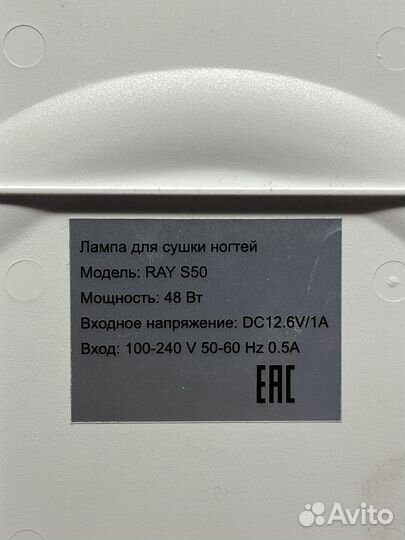 Лампа для сушки ногтей
Модель: RAY S50
Мощность: 48 Вт
Входное напряжение: DC12.6V/1A
Вход: 100-240 V 50-60 Hz 0.5A
EAC
Avito